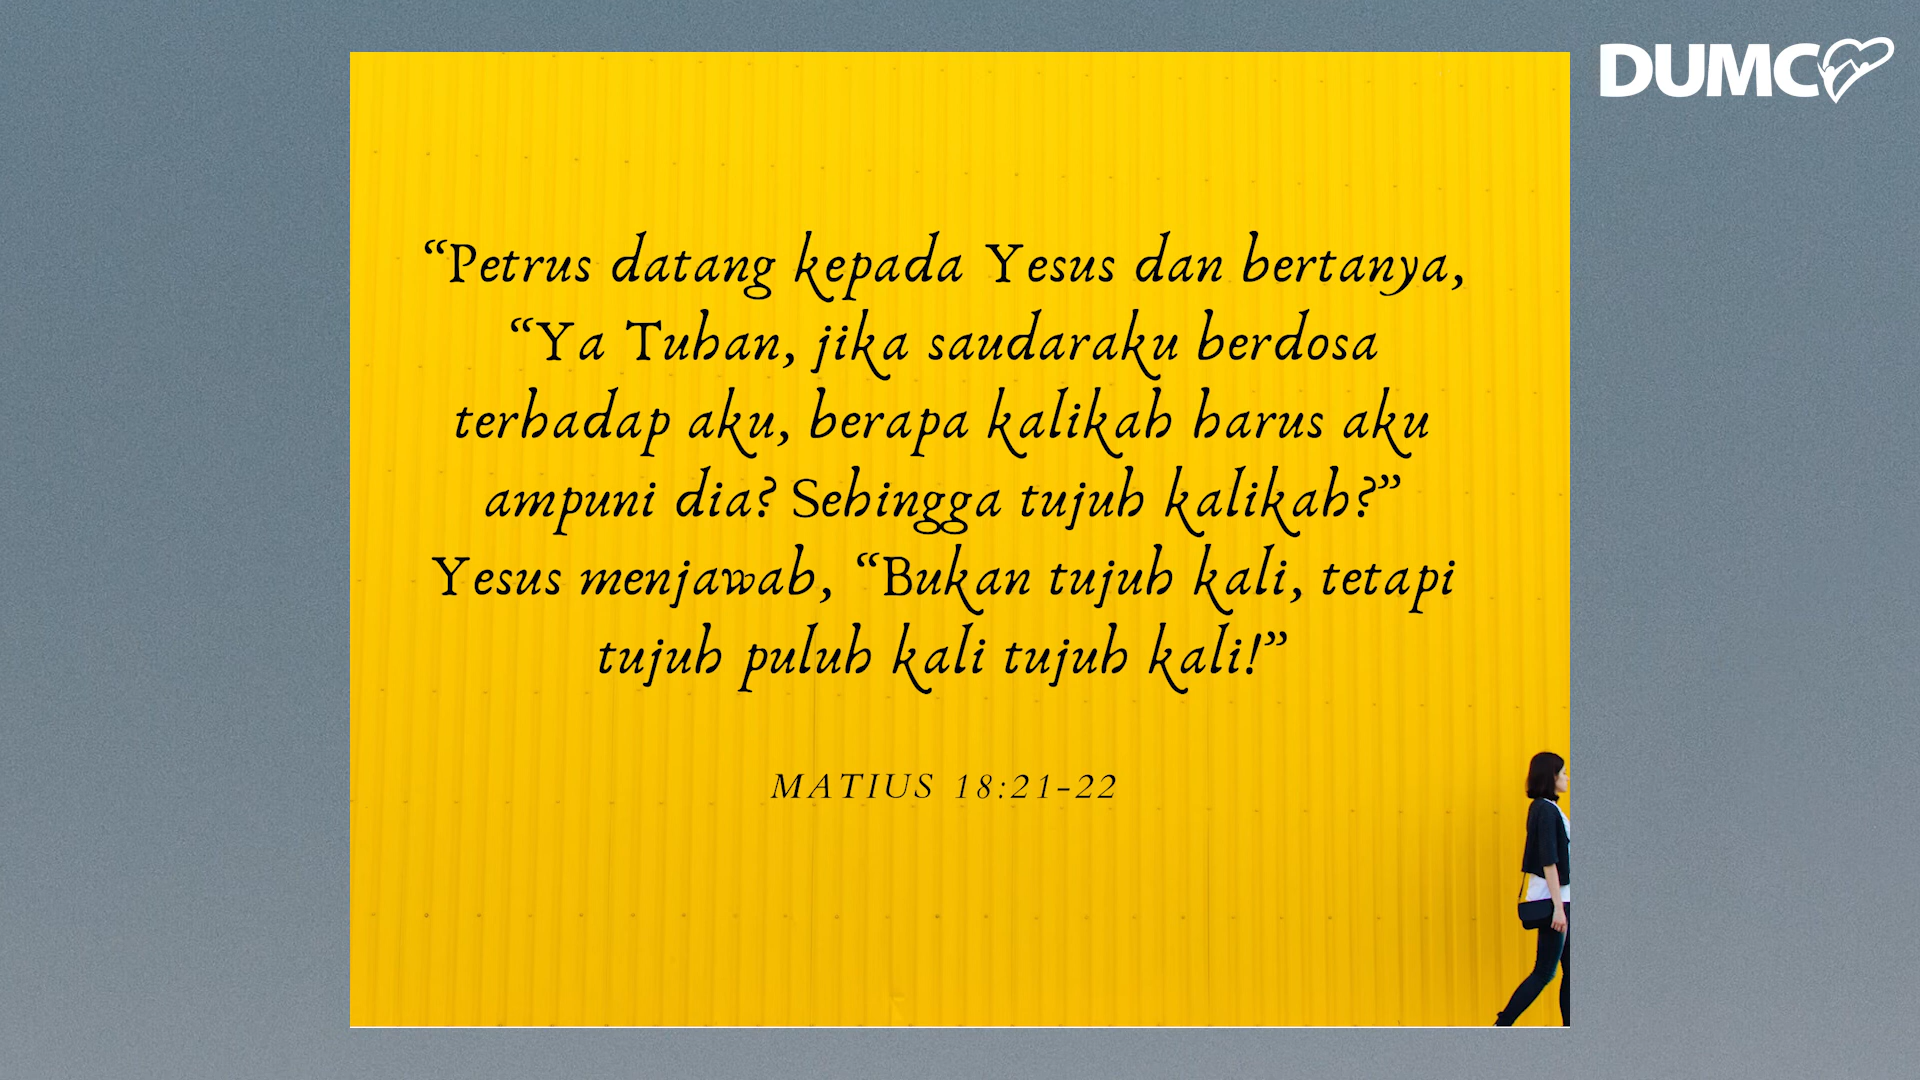 DUMC
“Petrus datang kepada Yesus dan bertanya,
“Ya Tuhan, jika saudaraku berdosa
terhadap aku, berapa kalikah harus aku
ampuni dia? Sehingga tujuh kalikah?”
Yesus menjawab, “Bukan tujuh kali, tetapi
tujuh puluh kali tujuh kali!”
MATIUS 18:21-22